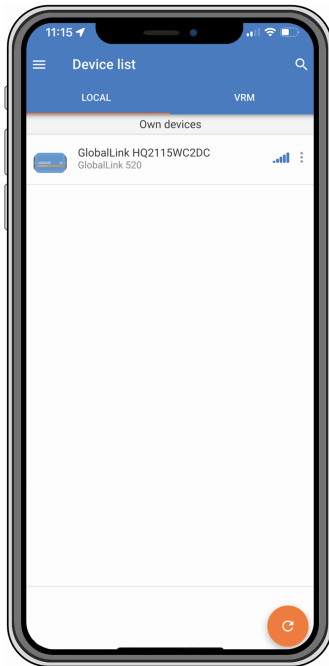 11:15
Device list
LOCAL
VRM
Own devices
GlobalLink HQ2115WC2DC
GlobalLink 520